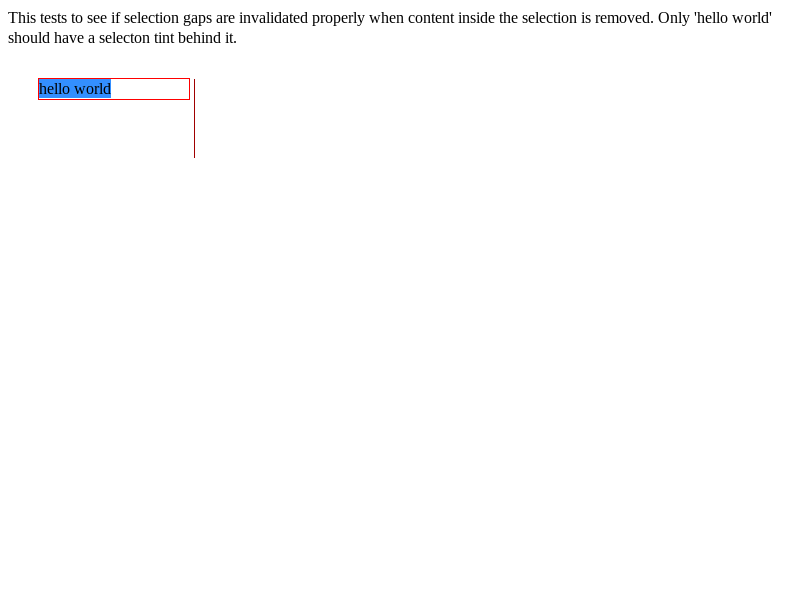 This tests to see if selection gaps are invalidated properly when content inside the selection is removed. Only 'hello world'
should have a selecton tint behind it.
hello world